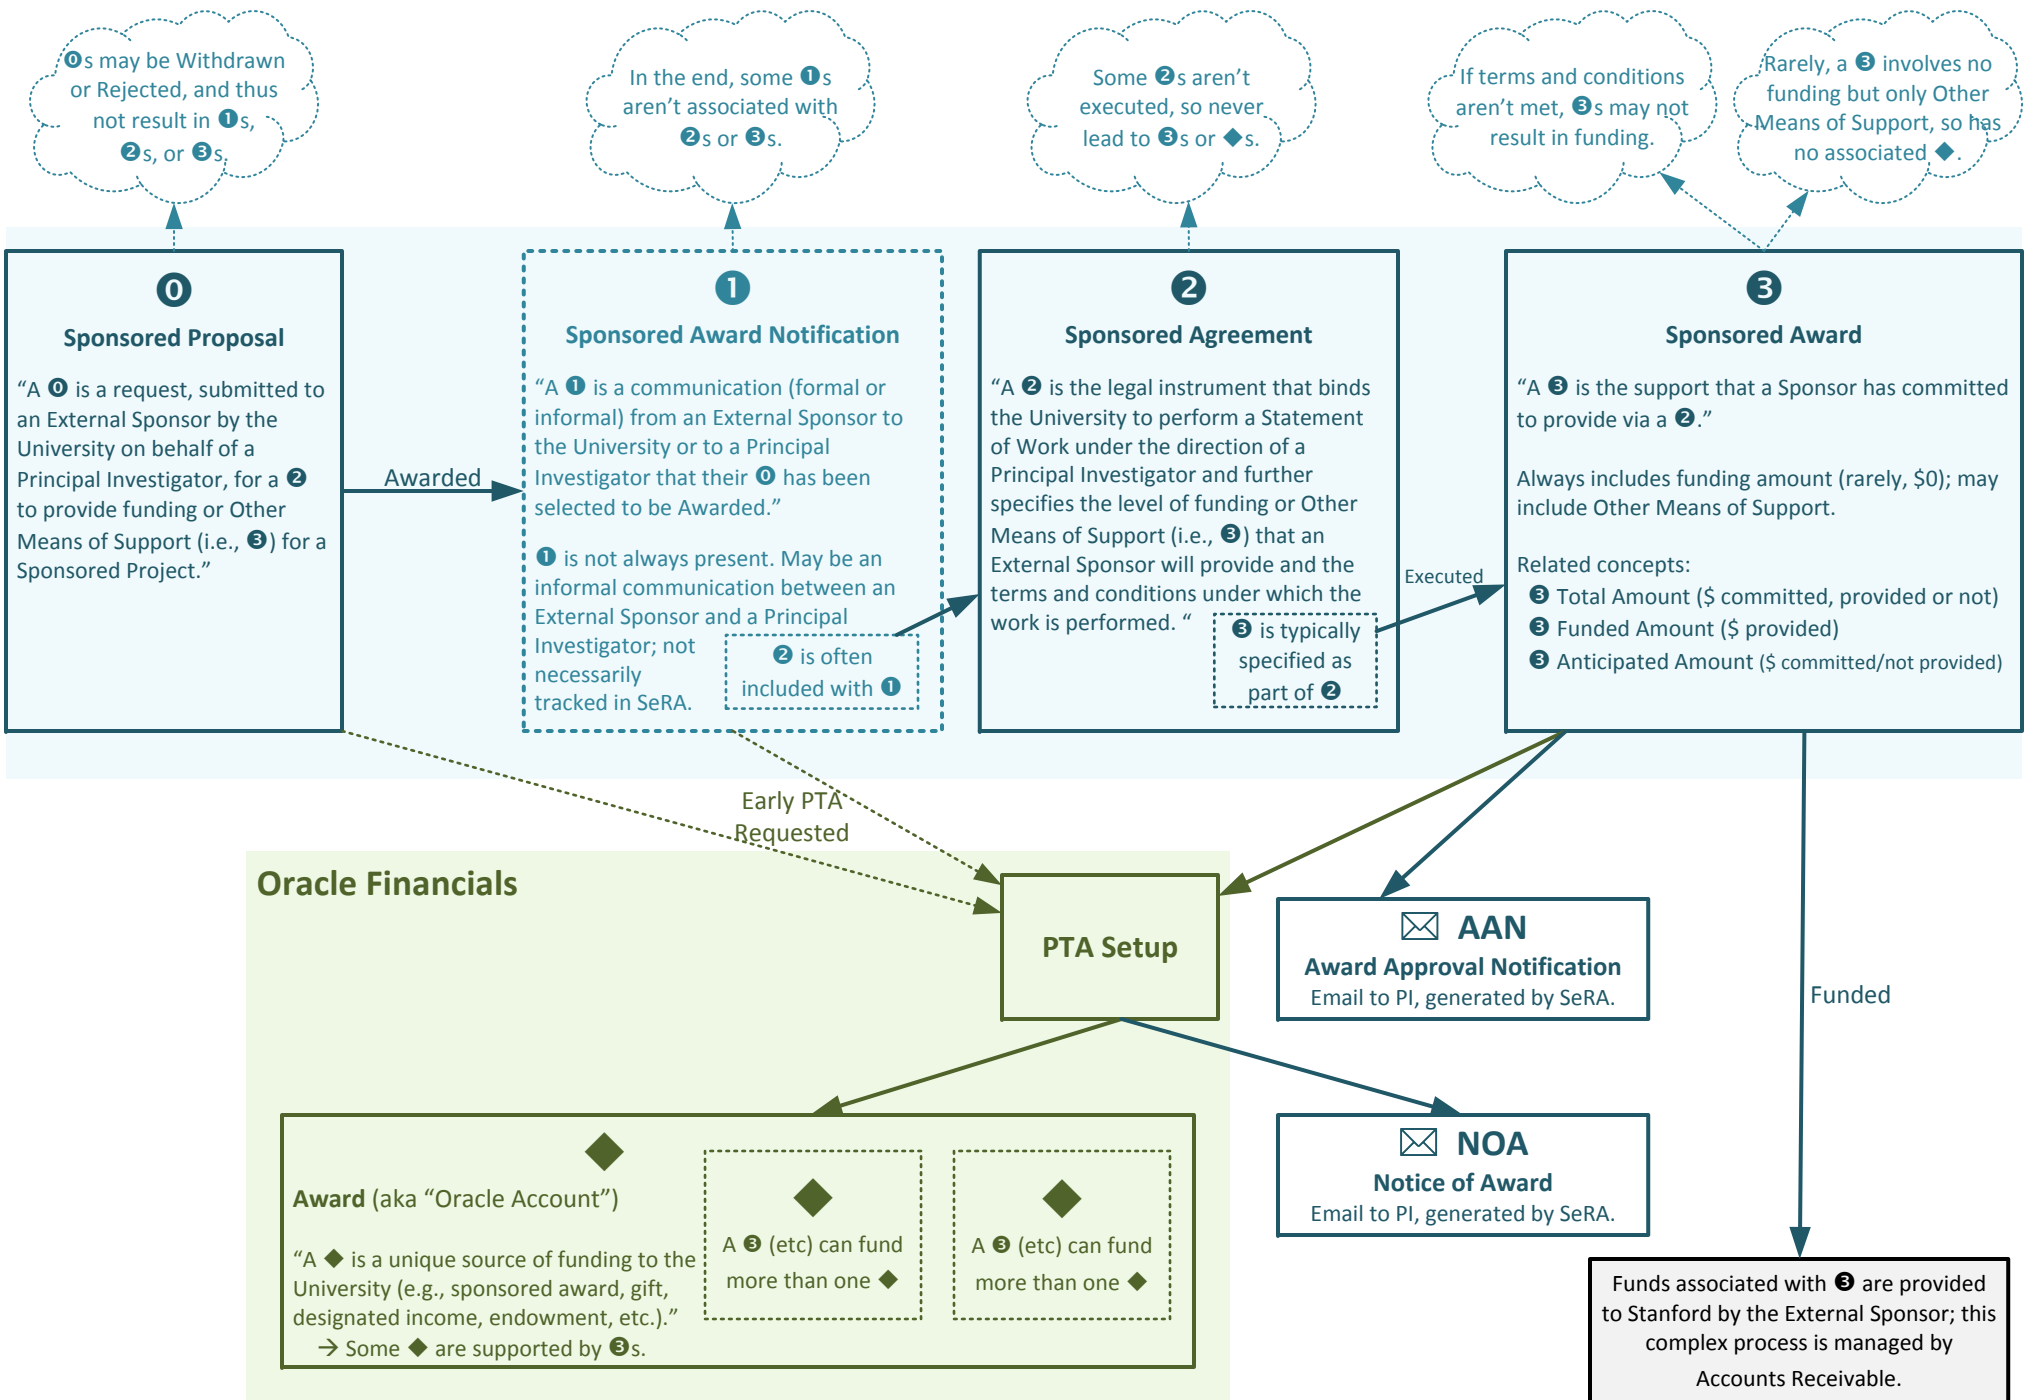 ⓿s may be Withdrawn
or Rejected, and thus
not result in ❶s,
❷s, or ❸s.
In the end, some ❶s
aren’t associated with
❷s or ❸s.
Some ❷s aren’t
executed, so never
lead to ❸s or ◆s.
If terms and conditions
aren’t met, ❸s may not
result in funding.
Rarely, a ❸ involves no
funding but only Other
Means of Support, so has
no associated ◆.
⓿
Sponsored Proposal
“A ⓿ is a request, submitted to
an External Sponsor by the
University on behalf of a
Principal Investigator, for a ❷
to provide funding or Other
Means of Support (i.e., ❸) for a
Sponsored Project.”
Awarded
❶
Sponsored Award Notification
“A ❶ is a communication (formal or
informal) from an External Sponsor to
the University or to a Principal
Investigator that their ⓿ has been
selected to be Awarded.”
❶ is not always present. May be an
informal communication between an
External Sponsor and a Principal
Investigator; not
necessarily
tracked in SeRA.
❷ is often
included with ❶
❷
Sponsored Agreement
“A ❷ is the legal instrument that binds
the University to perform a Statement
of Work under the direction of a
Principal Investigator and further
specifies the level of funding or Other
Means of Support (i.e., ❸) that an
External Sponsor will provide and the
terms and conditions under which the
work is performed. “
❸ is typically
specified as
part of ❷
Executed
❸
Sponsored Award
“A ❸ is the support that a Sponsor has committed
to provide via a ❷.”
Always includes funding amount (rarely, $0); may
include Other Means of Support.
Related concepts:
❸ Total Amount ($ committed, provided or not)
❸ Funded Amount ($ provided)
❸ Anticipated Amount ($ committed/not provided)
Early PTA
Requested
Oracle Financials
PTA Setup
AAN
Award Approval Notification
Email to PI, generated by SeRA.
Funded
NOA
Notice of Award
Email to PI, generated by SeRA.
◆
Award (aka “Oracle Account”)
“A ◆ is a unique source of funding to the
University (e.g., sponsored award, gift,
designated income, endowment, etc.).”
→ Some ◆ are supported by ❸s.
◆
A ❸ (etc) can fund
more than one ◆
◆
A ❸ (etc) can fund
more than one ◆
Funds associated with ❸ are provided
to Stanford by the External Sponsor; this
complex process is managed by
Accounts Receivable.